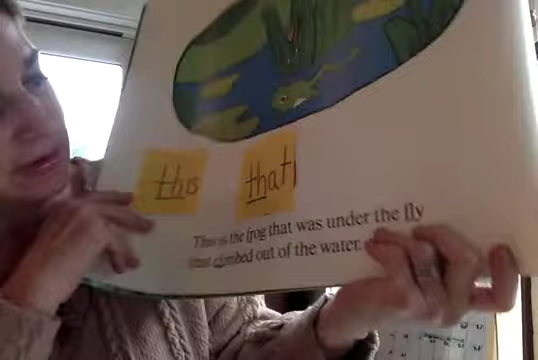 this that
This is the frog that was under the fly
that climbed out of the water.